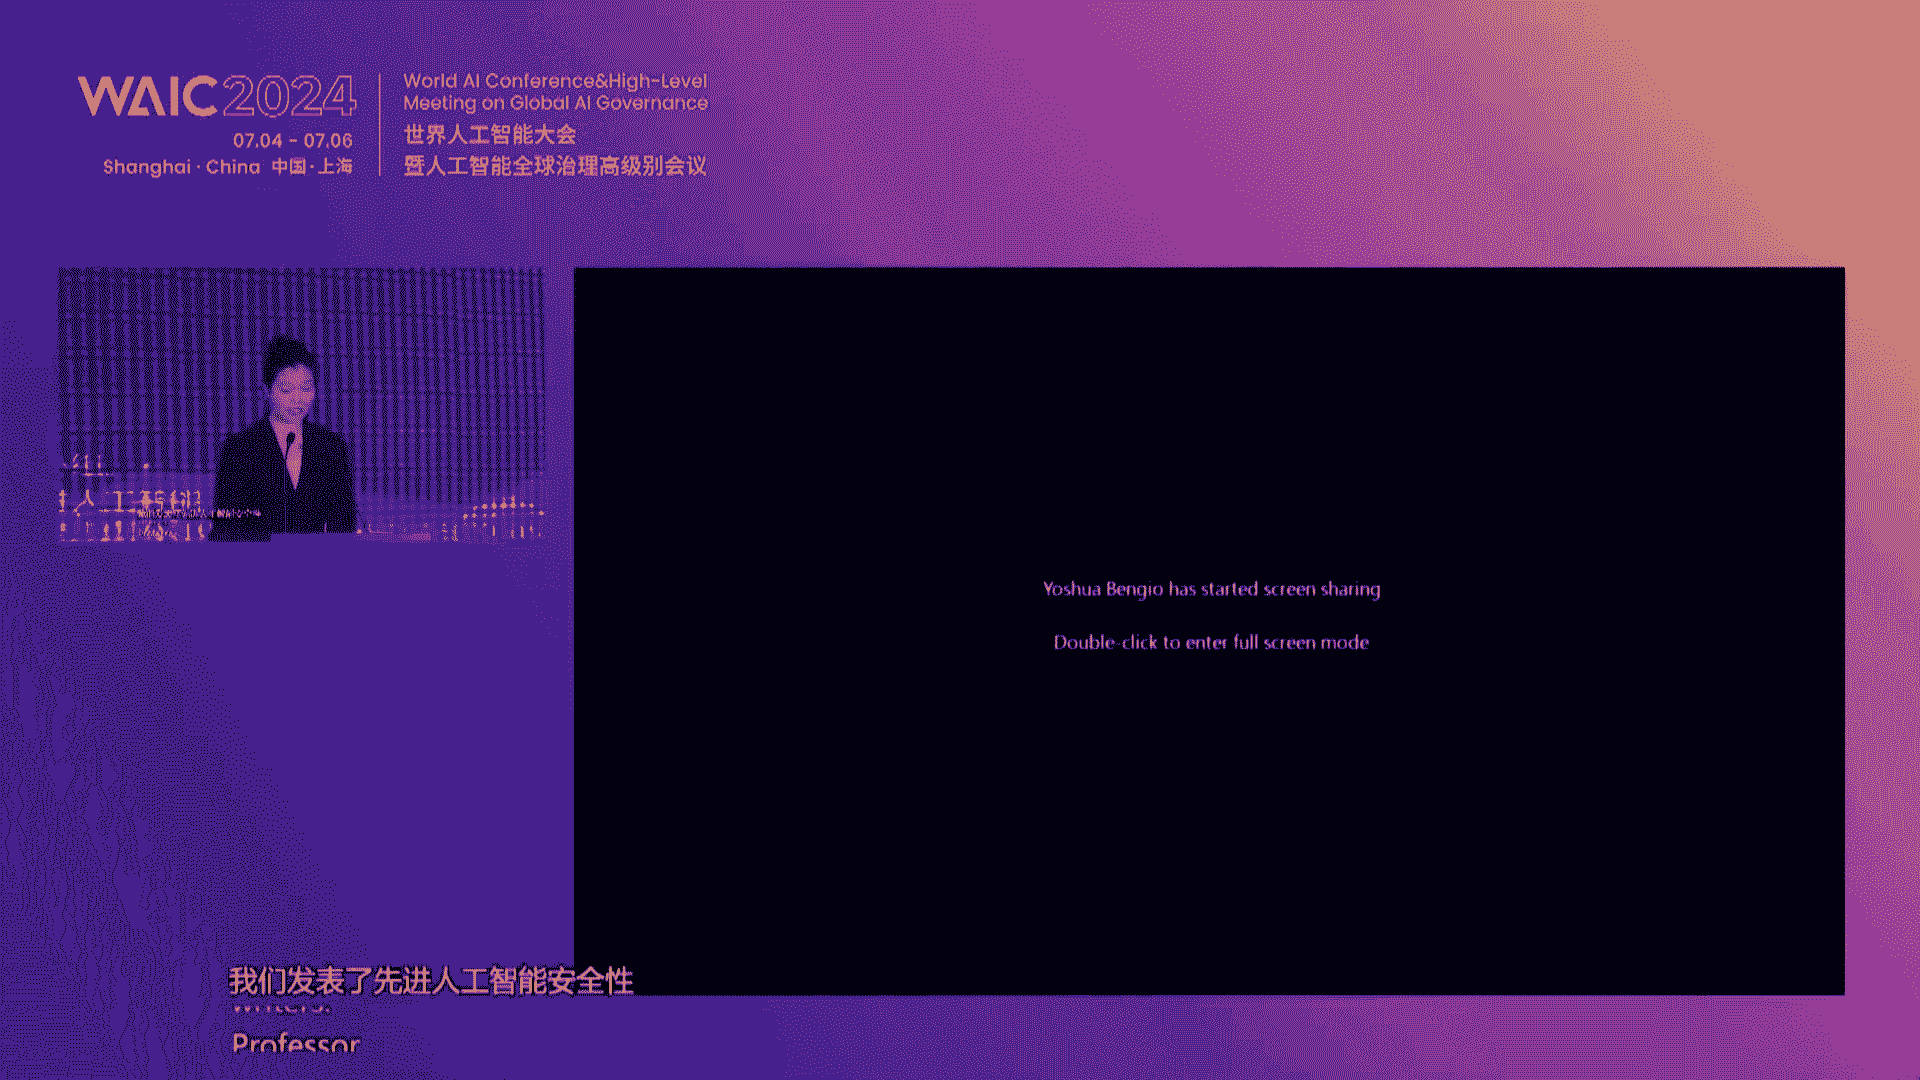 WAIC 2024
07.04 - 07.06
Shanghai · China 中国·上海
World AI Conference&High-Level
Meeting on Global AI Governance
世界人工智能大会
暨人工智能全球治理高级别会议
Yoshua Bengio has started screen sharing
Double-click to enter full screen mode
我们发表了先进人工智能安全性
writers.
Professor